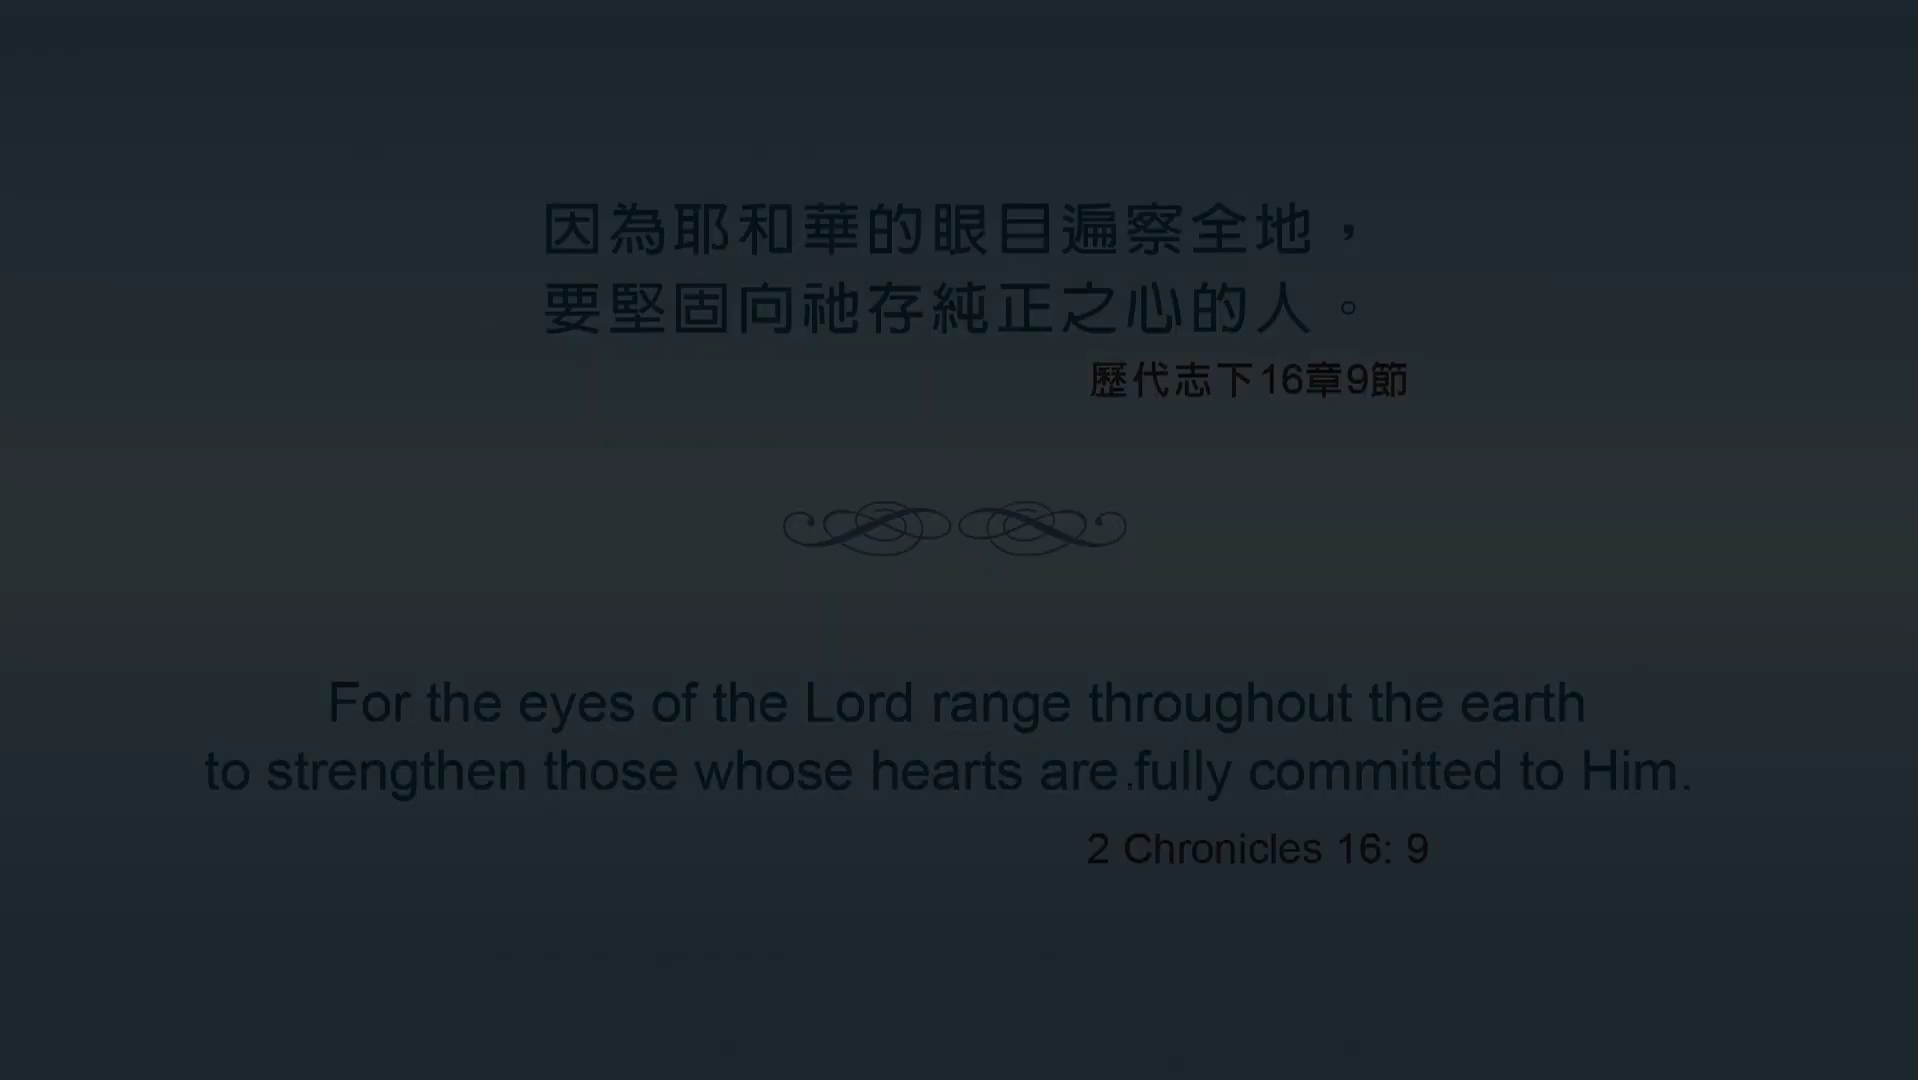 因為耶和華的眼目遍察全地，
要堅固向祂存純正之心的人。
歷代志下16章9節
For the eyes of the Lord range throughout the earth
to strengthen those whose hearts are fully committed to Him.
2 Chronicles 16: 9